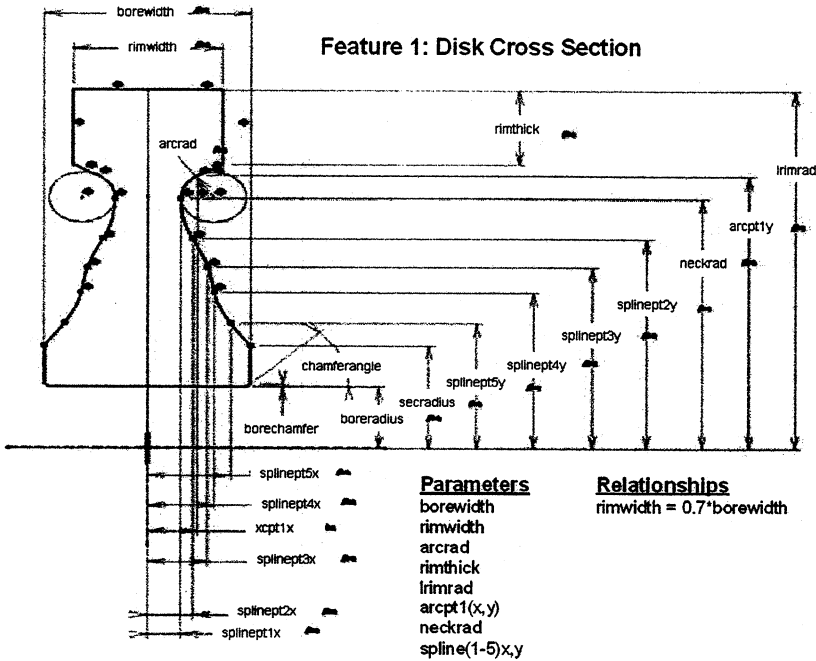 borewidth
rimwidth
Feature 1: Disk Cross Section
rimthick
arcrad
lrimrad
arcpt1y
neckrad
splinept2y
splinept3y
splinept4y
splinept5y
chamferangle
secradius
borechamfer
boreradius
splinept5x
splinept4x
xcpt1x
splinept3x
splinept2x
splinept1x
Parameters
borewidth
rimwidth
arcrad
rimthick
lrimrad
arcpt1(x,y)
neckrad
spline(1-5)x,y
Relationships
rimwidth = 0.7*borewidth